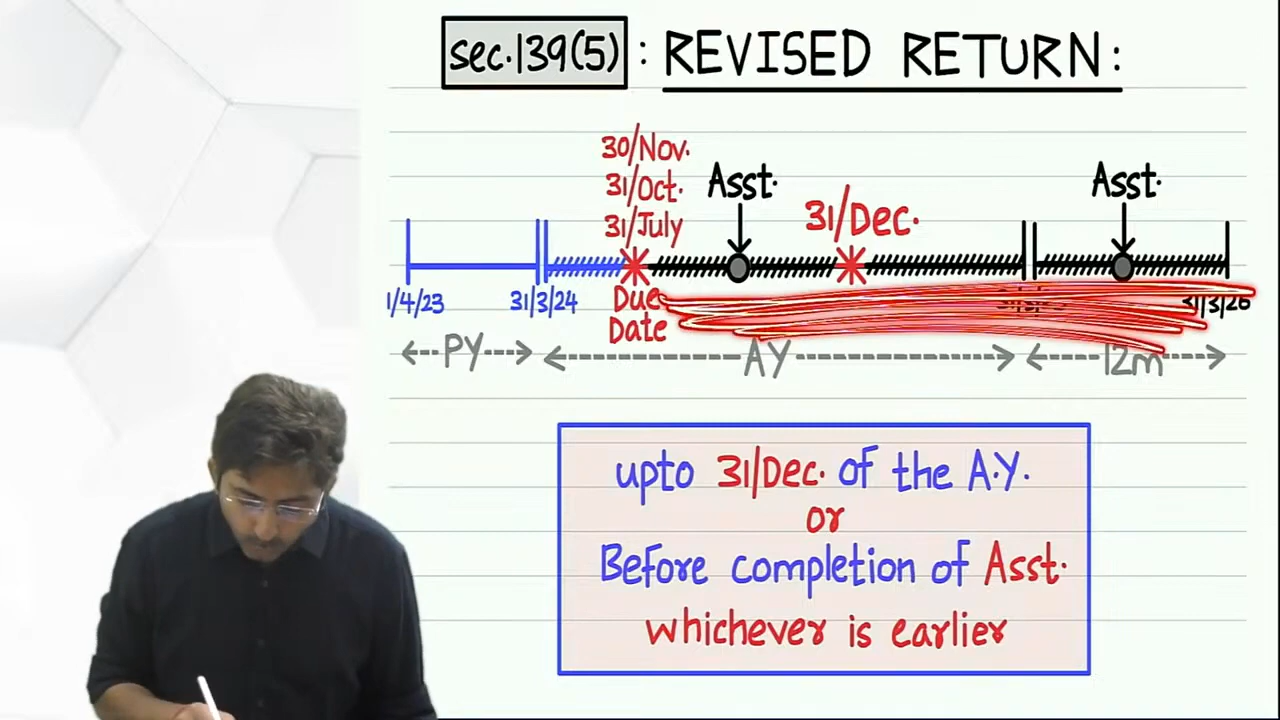 sec.139(5) : REVISED RETURN:
30/Nov.
31/Oct.
31/July
Asst.
31/Dec.
Asst.
1/4/23
31/3/24
Due
Date
31/3/26
PY
AY
12m
upto 31/Dec. of the A.Y.
or
Before completion of Asst.
whichever is earlier